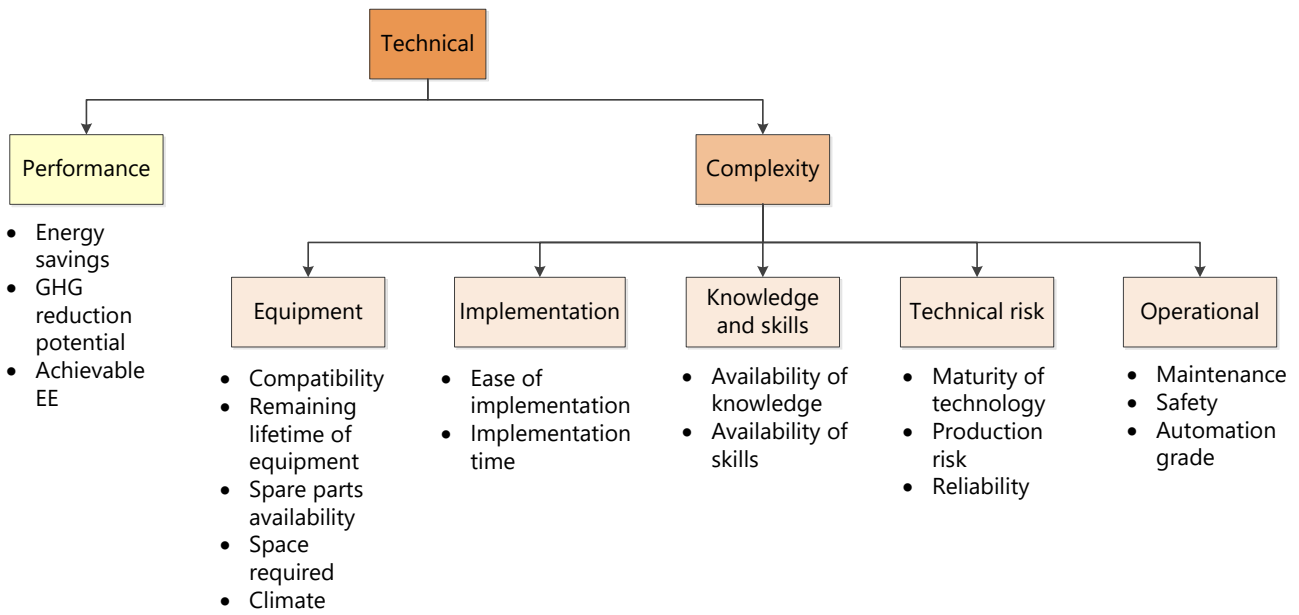 Technical
Performance
Complexity
• Energy
savings
• GHG
reduction
potential
• Achievable
EE
Equipment
Implementation
Knowledge
and skills
Technical risk
Operational
• Compatibility
• Remaining
lifetime of
equipment
• Spare parts
availability
• Space
required
• Climate
• Ease of
implementation
• Implementation
time
• Availability of
knowledge
• Availability of
skills
• Maturity of
technology
• Production
risk
• Reliability
• Maintenance
• Safety
• Automation
grade